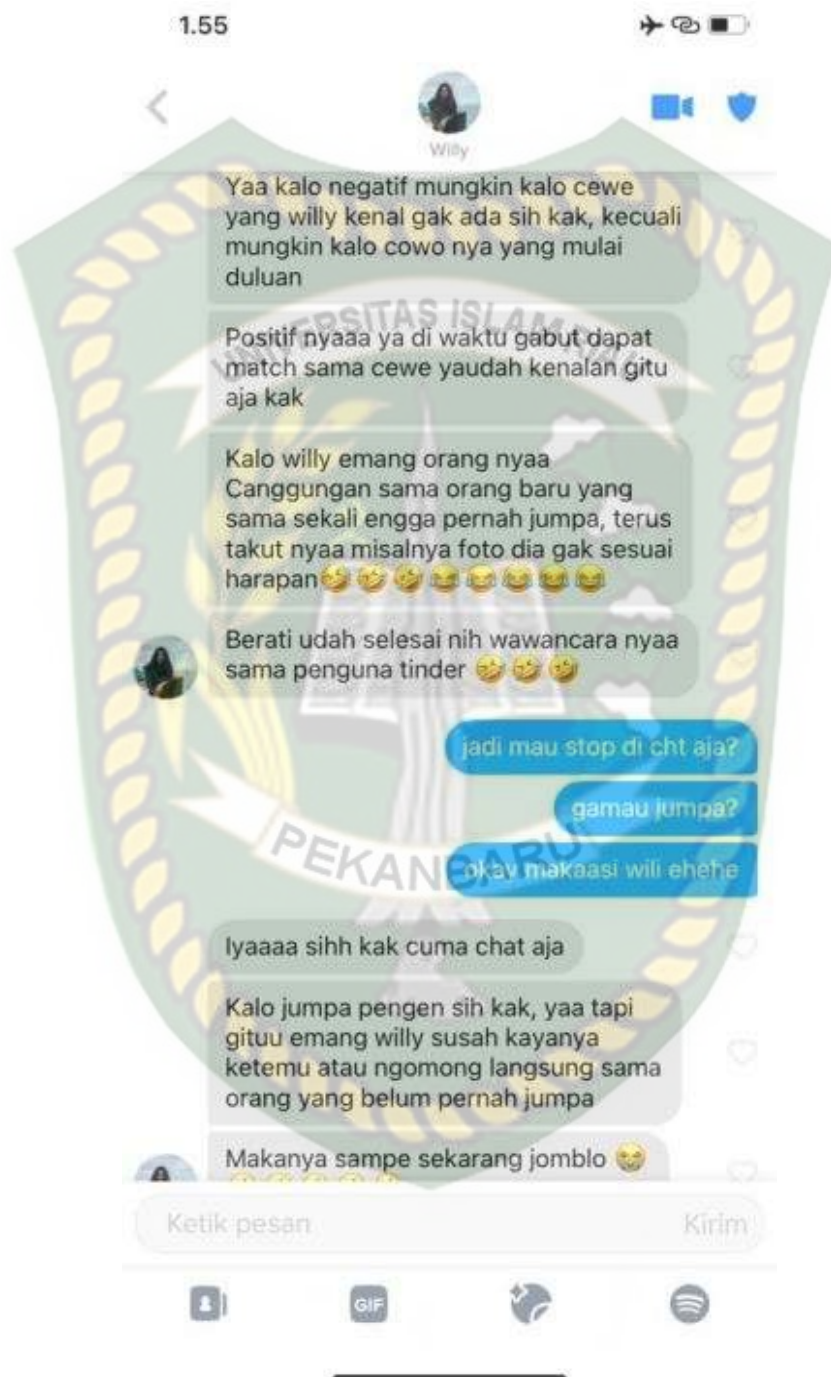 1.55
Willy
Yaa kalo negatif mungkin kalo cewe
yang willy kenal gak ada sih kak, kecuali
mungkin kalo cowo nya yang mulai
duluan
UNIVERSITAS ISLAM RIAU
Positif nyaaa ya di waktu gabut dapat
match sama cewe yaudah kenalan gitu
aja kak
Kalo willy emang orang nyaa
Canggungan sama orang baru yang
sama sekali engga pernah jumpa, terus
takut nyaa misalnya foto dia gak sesuai
harapan🤣🤣🤣😂😂😂😂😂
Berati udah selesai nih wawancara nyaa
sama penguna tinder 🤣🤣🤣
jadi mau stop di cht aja?
gamau jumpa?
PEKANBARU
okay makaasi wili ehehe
Iyaaaa sihh kak cuma chat aja
Kalo jumpa pengen sih kak, yaa tapi
gituu emang willy susah kayanya
ketemu atau ngomong langsung sama
orang yang belum pernah jumpa
Makanya sampe sekarang jomblo 😂
Ketik pesan
Kirim
GIF